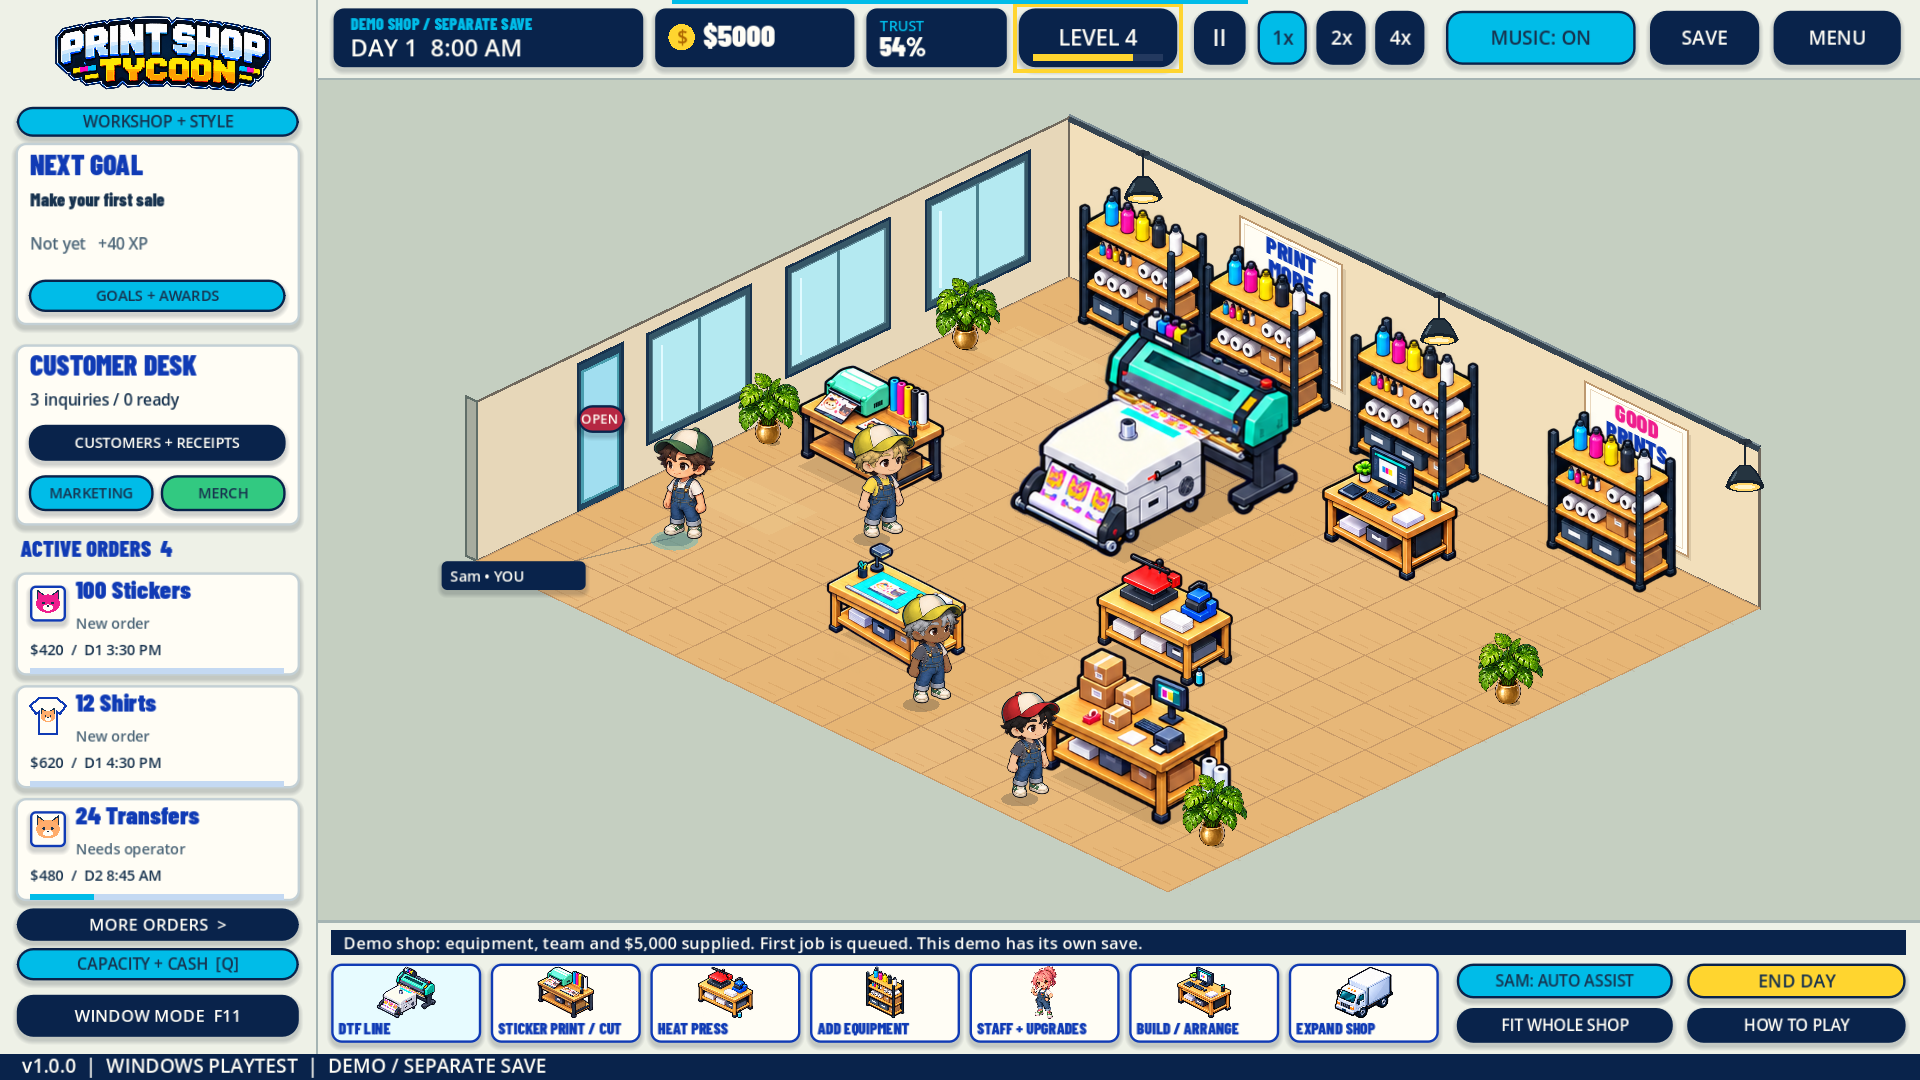 PRINT SHOP
TYCOON
DEMO SHOP / SEPARATE SAVE
DAY 1 8:00 AM
$ $5000
TRUST
54%
LEVEL 4
II
1x
2x
4x
MUSIC: ON
SAVE
MENU
WORKSHOP + STYLE
NEXT GOAL
Make your first sale
Not yet +40 XP
GOALS + AWARDS
CUSTOMER DESK
3 inquiries / 0 ready
CUSTOMERS + RECEIPTS
MARKETING
MERCH
ACTIVE ORDERS 4
100 Stickers
New order
$420 / D1 3:30 PM
12 Shirts
New order
$620 / D1 4:30 PM
24 Transfers
Needs operator
$480 / D2 8:45 AM
MORE ORDERS >
CAPACITY + CASH [Q]
WINDOW MODE F11
PRINT
MORE
GOOD
PRINTS
OPEN
Sam • YOU
Demo shop: equipment, team and $5,000 supplied. First job is queued. This demo has its own save.
DTF LINE
STICKER PRINT / CUT
HEAT PRESS
ADD EQUIPMENT
STAFF + UPGRADES
BUILD / ARRANGE
EXPAND SHOP
SAM: AUTO ASSIST
END DAY
FIT WHOLE SHOP
HOW TO PLAY
v1.0.0 | WINDOWS PLAYTEST | DEMO / SEPARATE SAVE